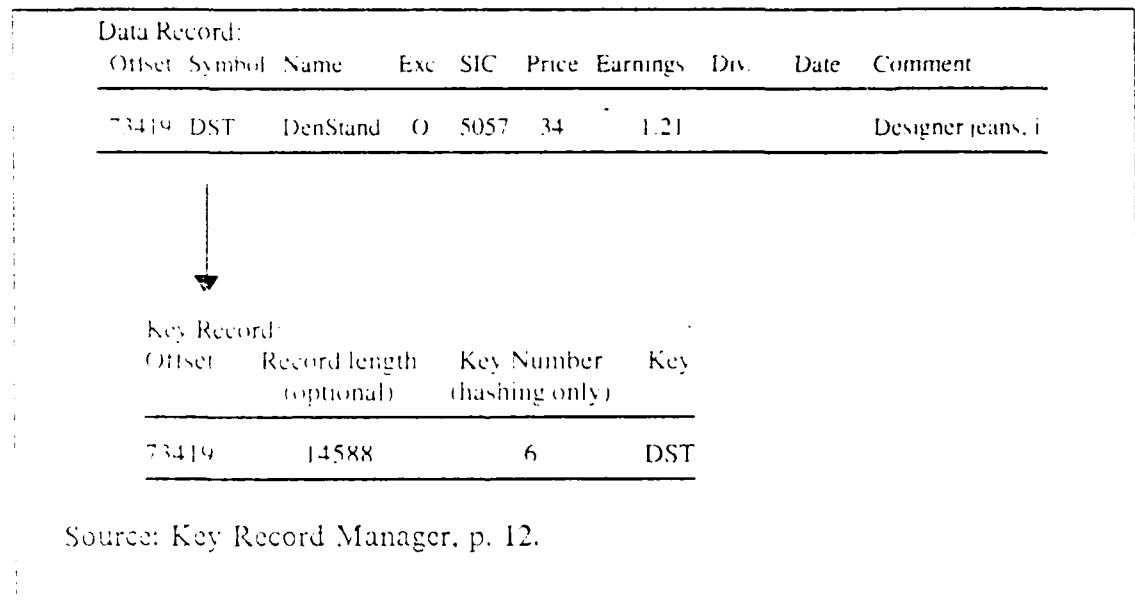 Data Record:
Offset Symbol Name Exc SIC Price Earnings Div. Date Comment
73419 DST DenStand O 5057 34 1.21 Designer jeans, i
Key Record:
Offset Record length Key Number Key
(optional) (hashing only)
73419 14588 6 DST
Source: Key Record Manager, p. 12.